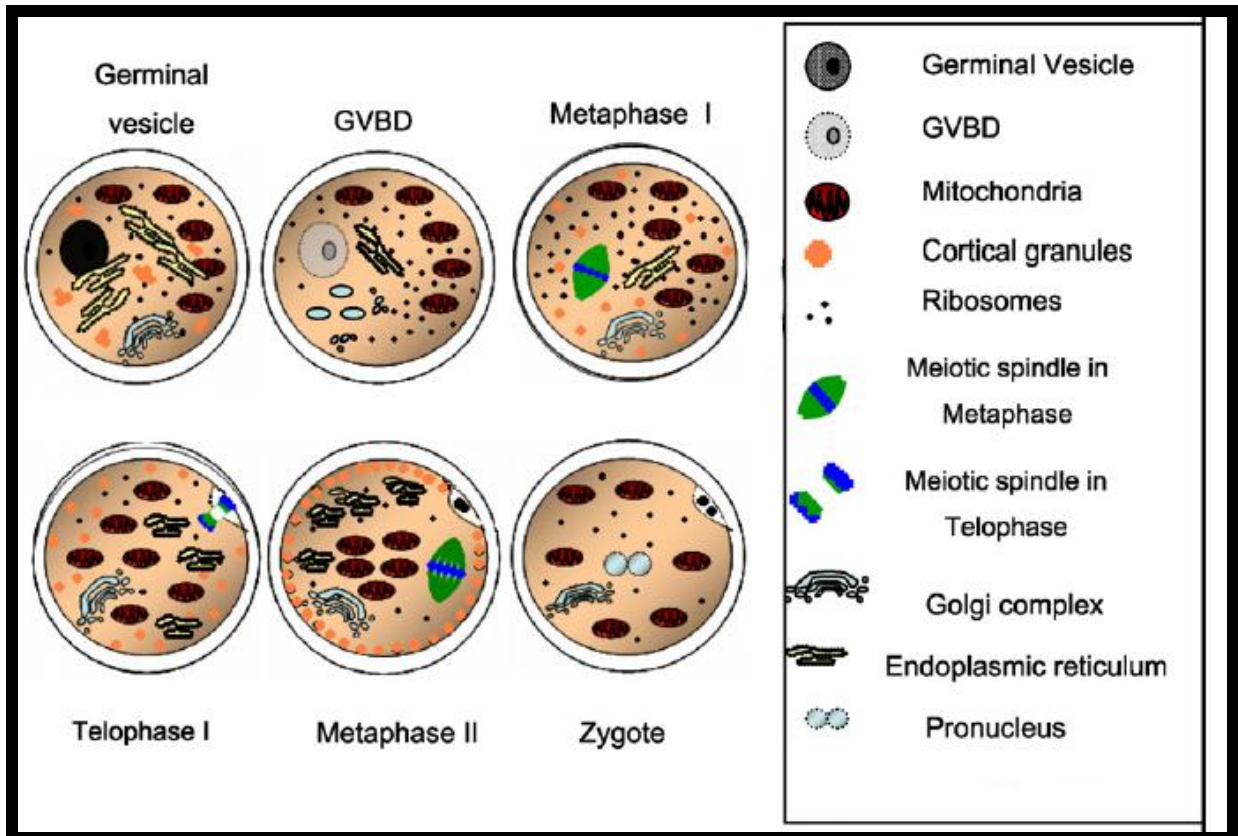 Germinal
vesicle
GVBD
Metaphase I
Telophase I
Metaphase II
Zygote
Germinal Vesicle
GVBD
Mitochondria
Cortical granules
Ribosomes
Meiotic spindle in
Metaphase
Meiotic spindle in
Telophase
Golgi complex
Endoplasmic reticulum
Pronucleus